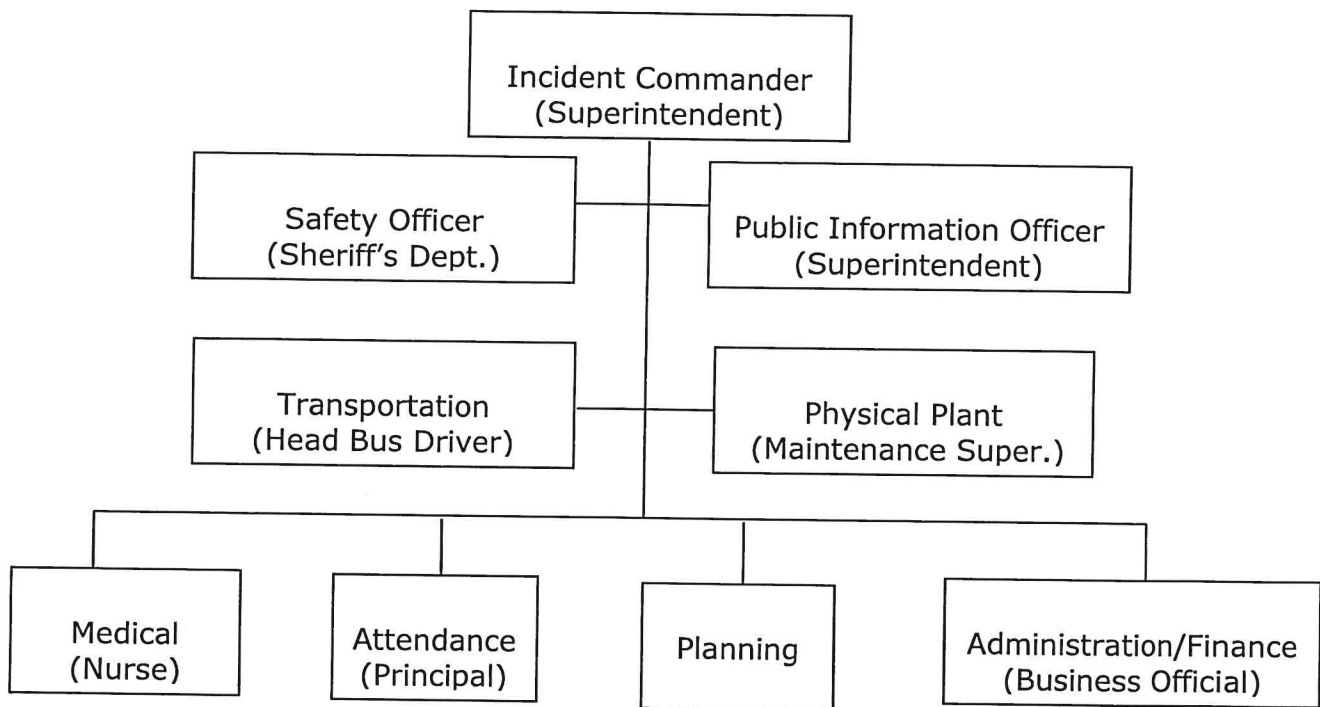 Incident Commander
(Superintendent)
Safety Officer
(Sheriff's Dept.)
Public Information Officer
(Superintendent)
Transportation
(Head Bus Driver)
Physical Plant
(Maintenance Super.)
Medical
(Nurse)
Attendance
(Principal)
Planning
Administration/Finance
(Business Official)